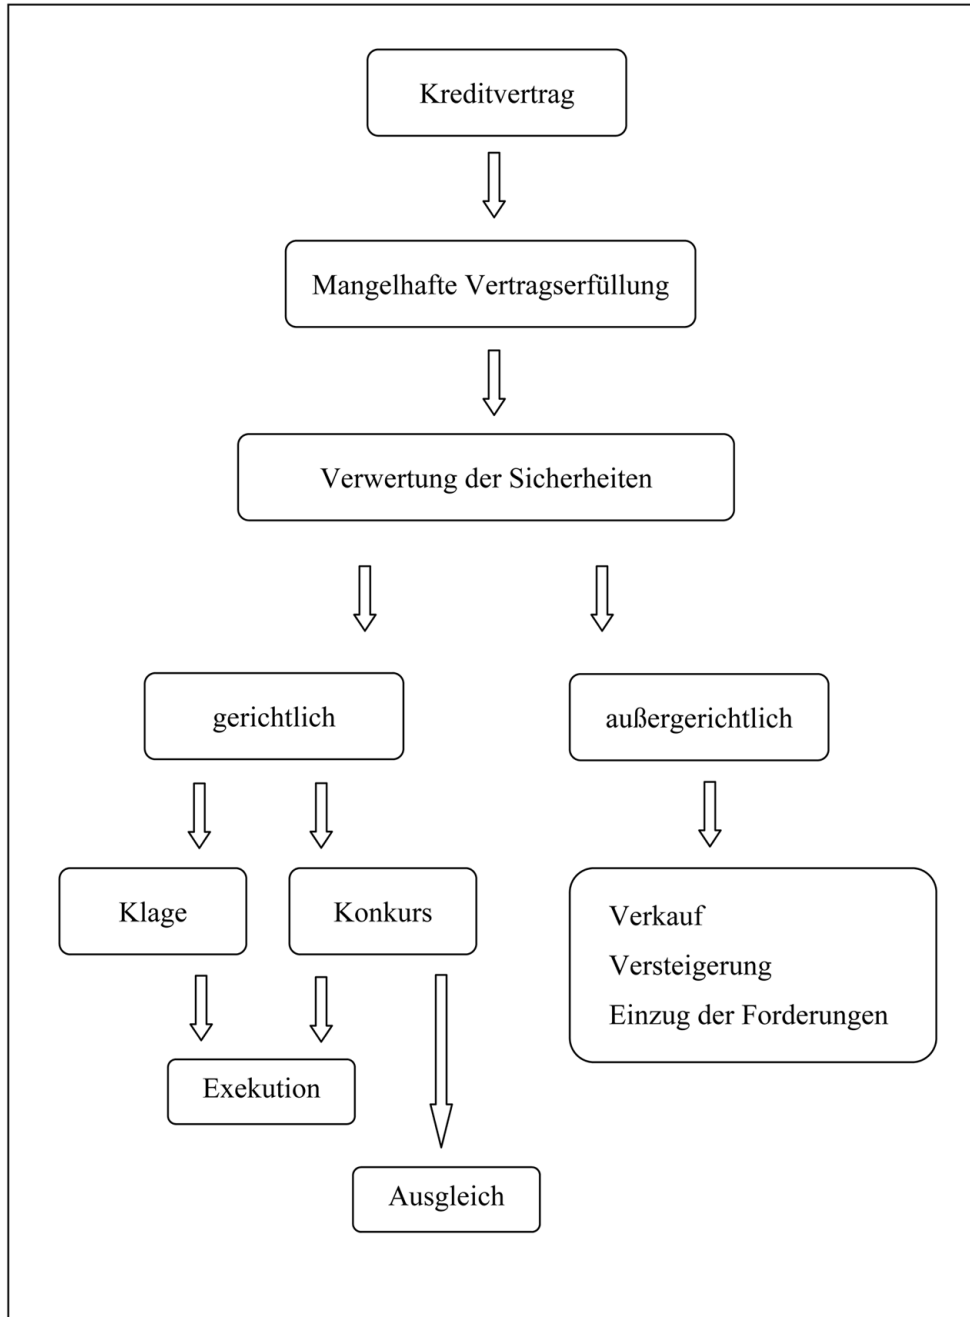 Kreditvertrag
Mangelhafte Vertragserfüllung
Verwertung der Sicherheiten
gerichtlich
außergerichtlich
Klage
Konkurs
Verkauf
Versteigerung
Einzug der Forderungen
Exekution
Ausgleich